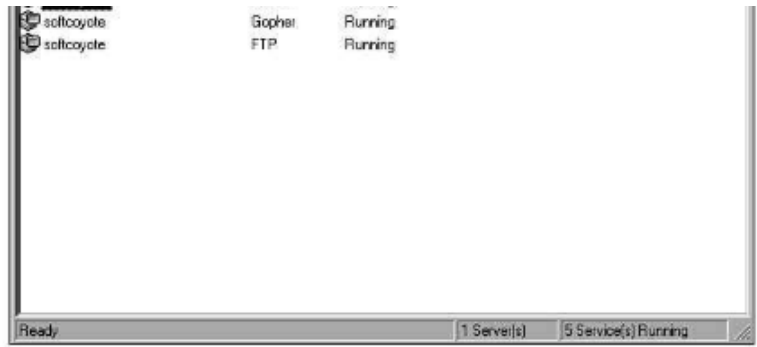 softcoyote Gopher Running
softcoyote FTP Running
Ready 1 Server(s) 5 Service(s) Running